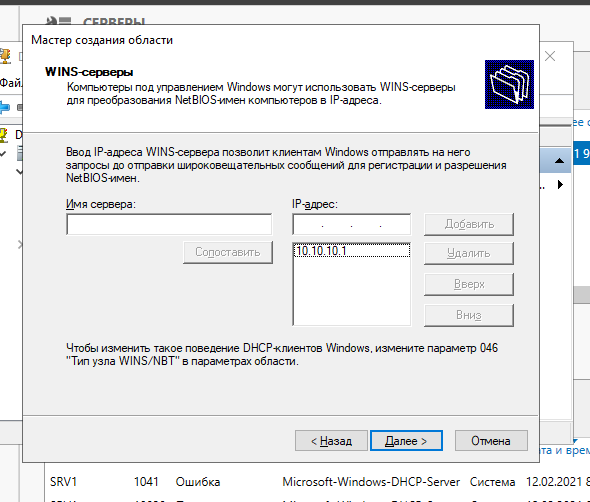 СЕРВЕРЫ
Мастер создания области
WINS-серверы
Компьютеры под управлением Windows могут использовать WINS-серверы
для преобразования NetBIOS-имен компьютеров в IP-адреса.
Файл
D
ее с
1 9
Ввод IP-адреса WINS-сервера позволит клиентам Windows отправлять на него
запросы до отправки широковещательных сообщений для регистрации и разрешения
NetBIOS-имен.
Имя сервера:
IP-адрес:
. . .
Добавить
Сопоставить
10.10.10.1
Удалить
Вверх
Вниз
Чтобы изменить такое поведение DHCP-клиентов Windows, измените параметр 046
"Тип узла WINS/NBT" в параметрах области.
< Назад
Далее >
Отмена
ата и врем
SRV1 1041 Ошибка Microsoft-Windows-DHCP-Server Система 12.02.2021 8